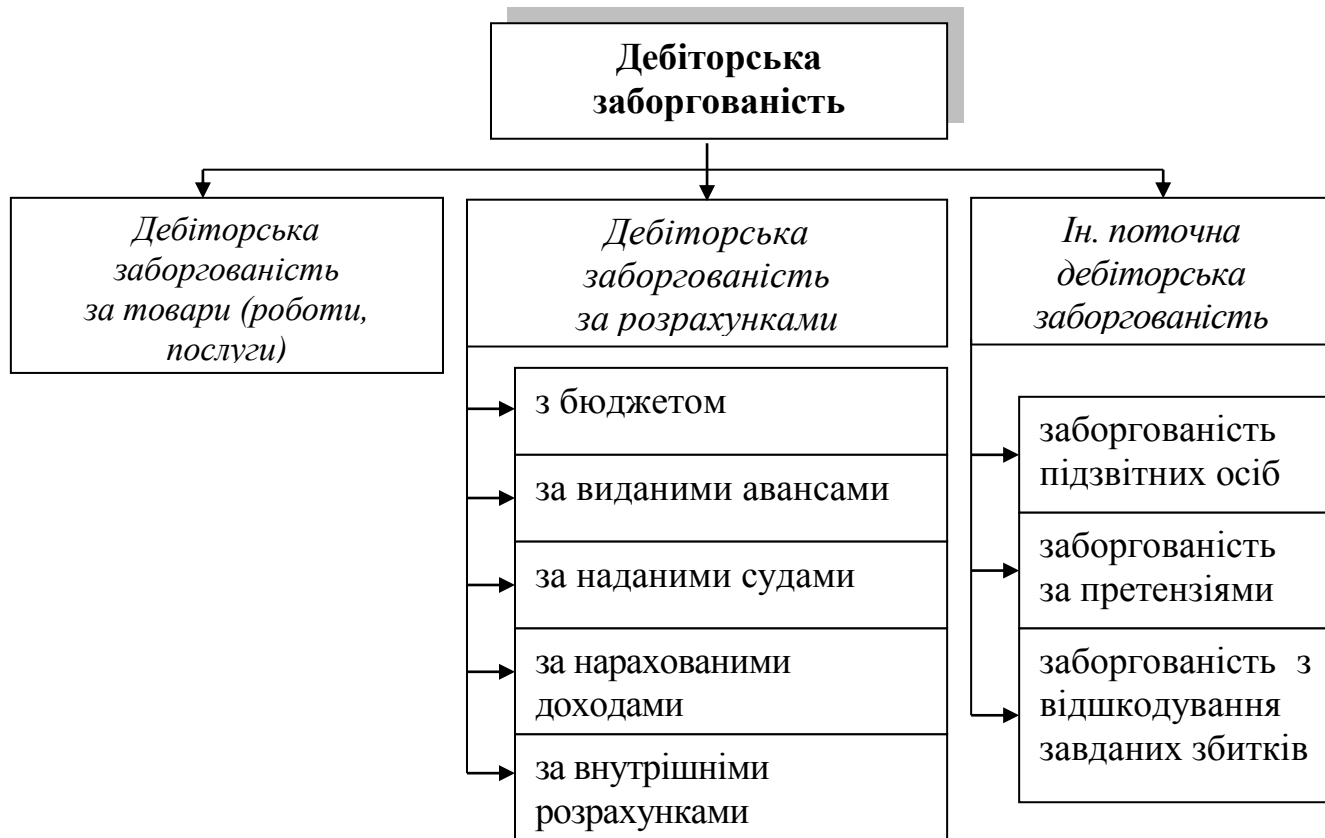 Дебіторська
заборгованість
Дебіторська
заборгованість
за товари (роботи,
послуги)
Дебіторська
заборгованість
за розрахунками
з бюджетом
за виданими авансами
за наданими судами
за нарахованими
доходами
за внутрішніми
розрахунками
Ін. поточна
дебіторська
заборгованість
заборгованість
підзвітних осіб
заборгованість
за претензіями
заборгованість з
відшкодування
завданих збитків